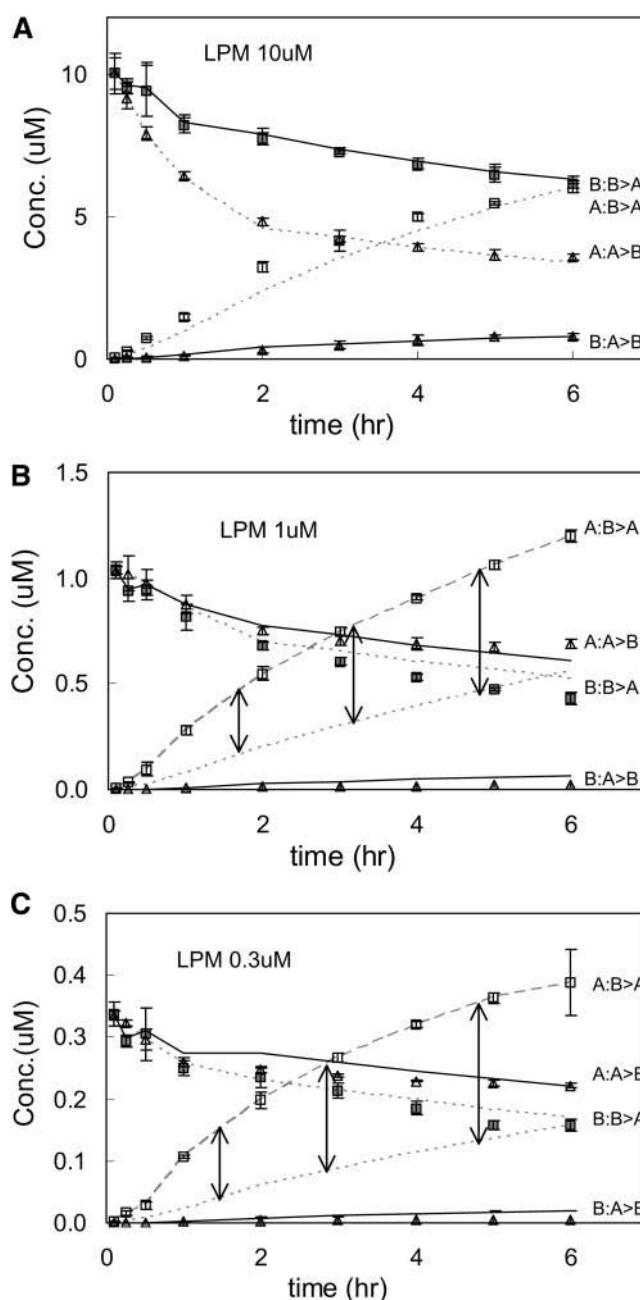 A
LPM 10uM
Conc. (uM)
10
5
0
B:B>A
A:B>A
A:A>B
B:A>B
0 2 4 6
time (hr)
B
LPM 1uM
Conc. (uM)
1.5
1.0
0.5
0.0
A:B>A
A:A>B
B:B>A
B:A>B
0 2 4 6
time (hr)
C
LPM 0.3uM
Conc.(uM)
0.5
0.4
0.3
0.2
0.1
0.0
A:B>A
A:A>B
B:B>A
B:A>B
0 2 4 6
time (hr)